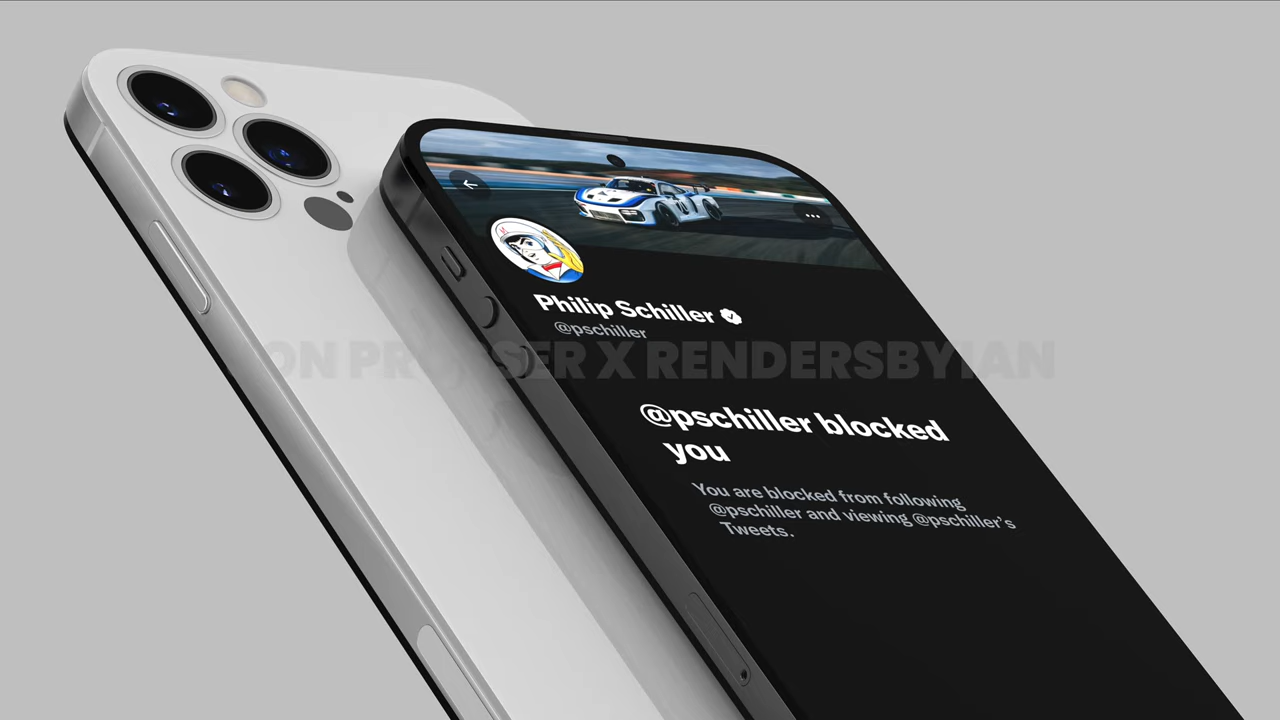 Philip Schiller
@pschiller
ON PROSSER X RENDERSBYIAN
@pschiller blocked
you
You are blocked from following
@pschiller and viewing @pschiller's
Tweets.